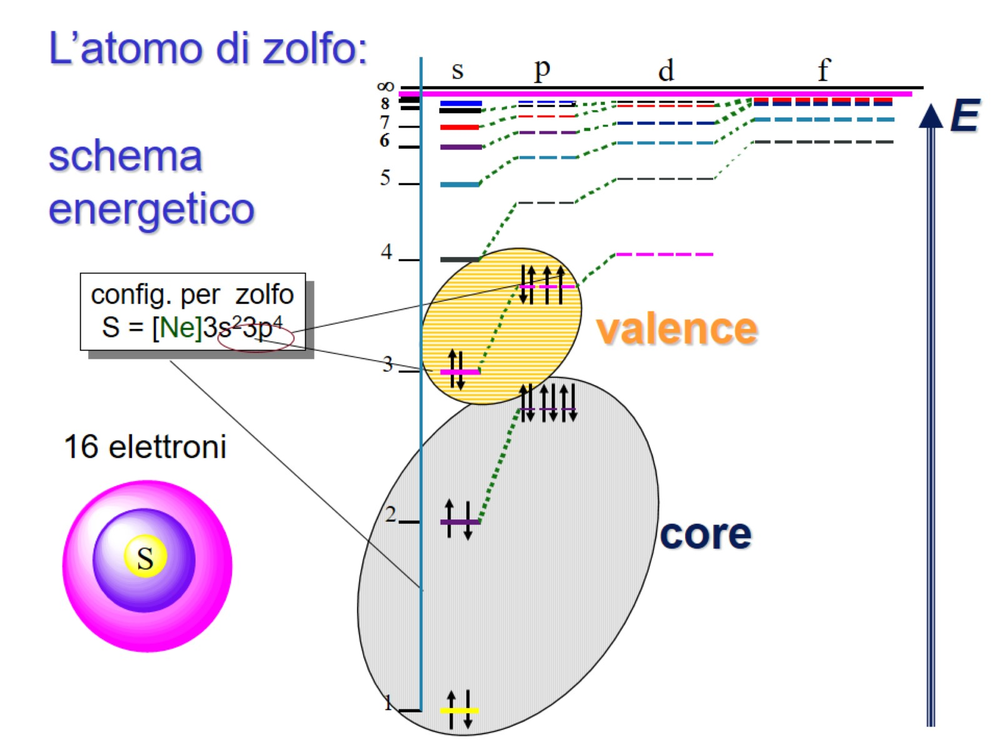 L'atomo di zolfo:
schema
energetico
s p d f
∞
8
7
6
5
4
3
2
1
E
config. per zolfo
S = [Ne]3s²3p⁴
valence
core
16 elettroni
S